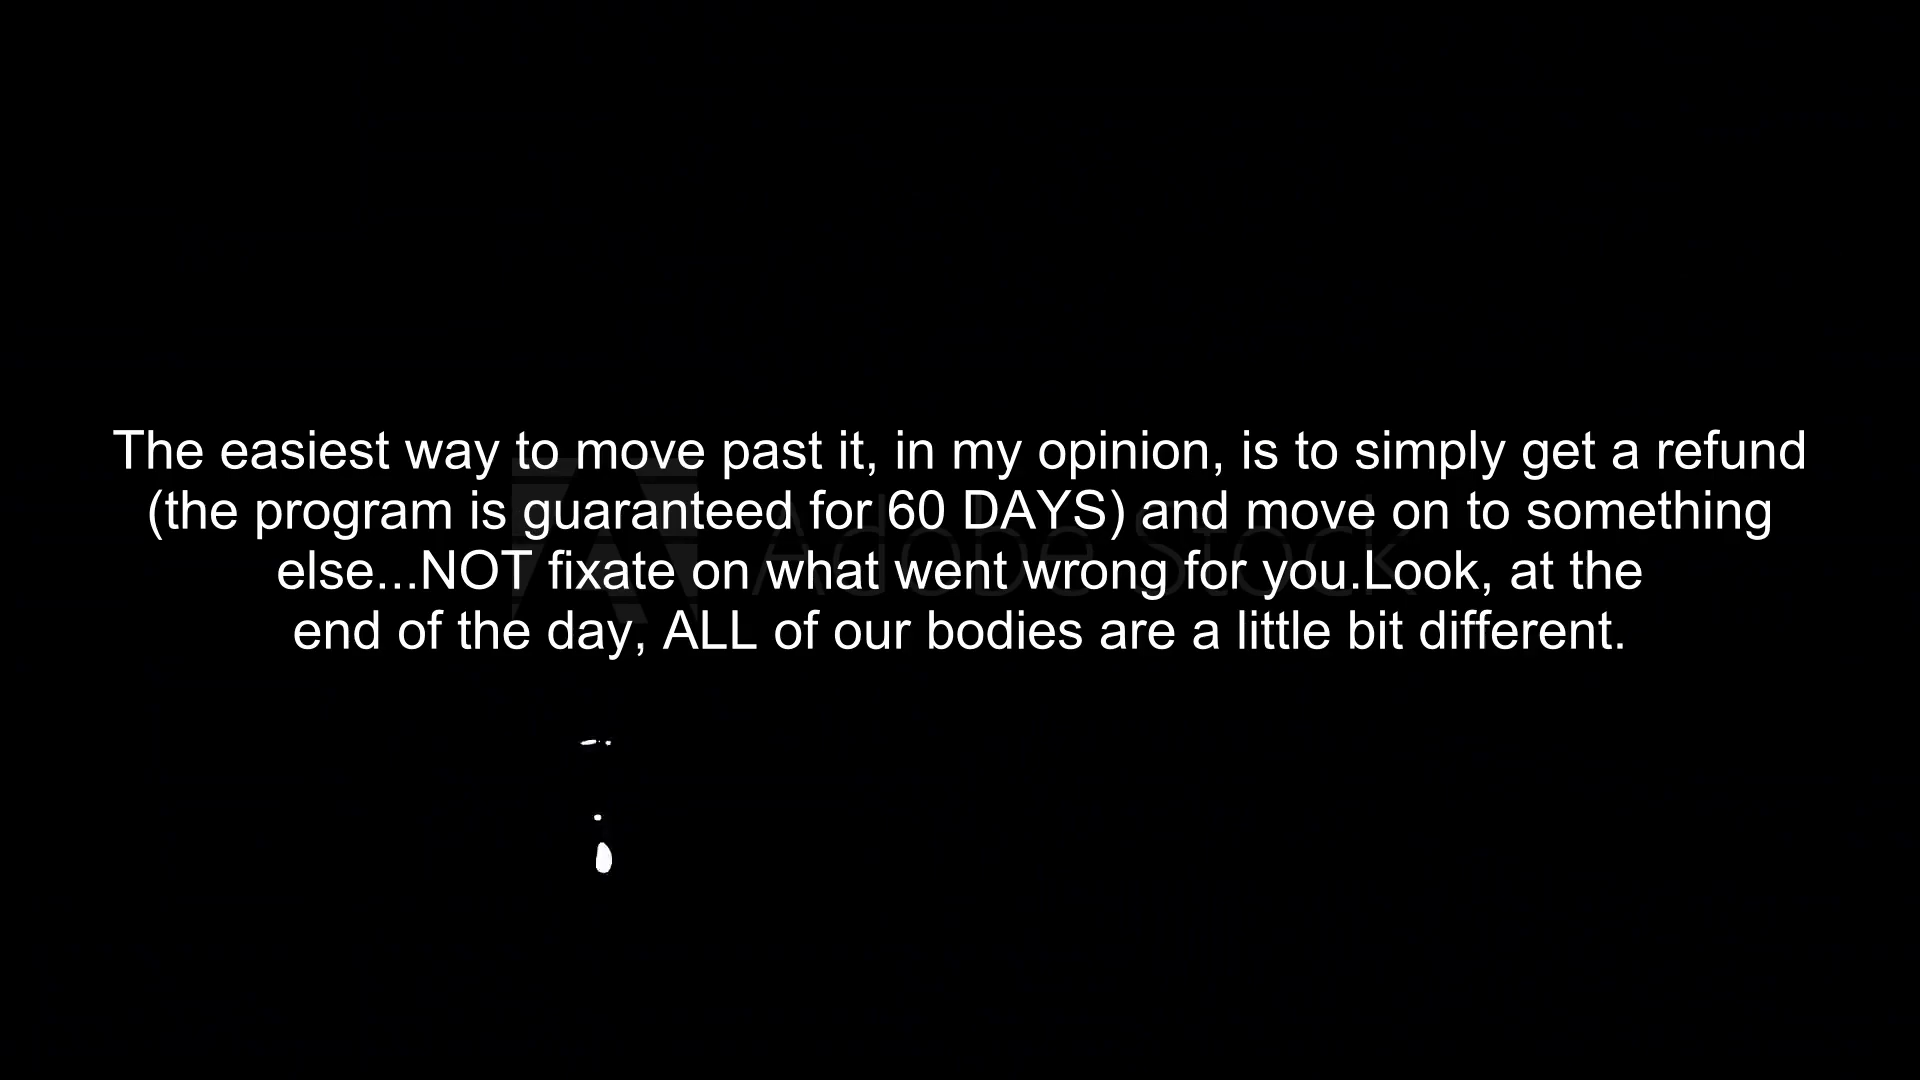 The easiest way to move past it, in my opinion, is to simply get a refund
(the program is guaranteed for 60 DAYS) and move on to something
else...NOT fixate on what went wrong for you.Look, at the
end of the day, ALL of our bodies are a little bit different.
Adobe Stock